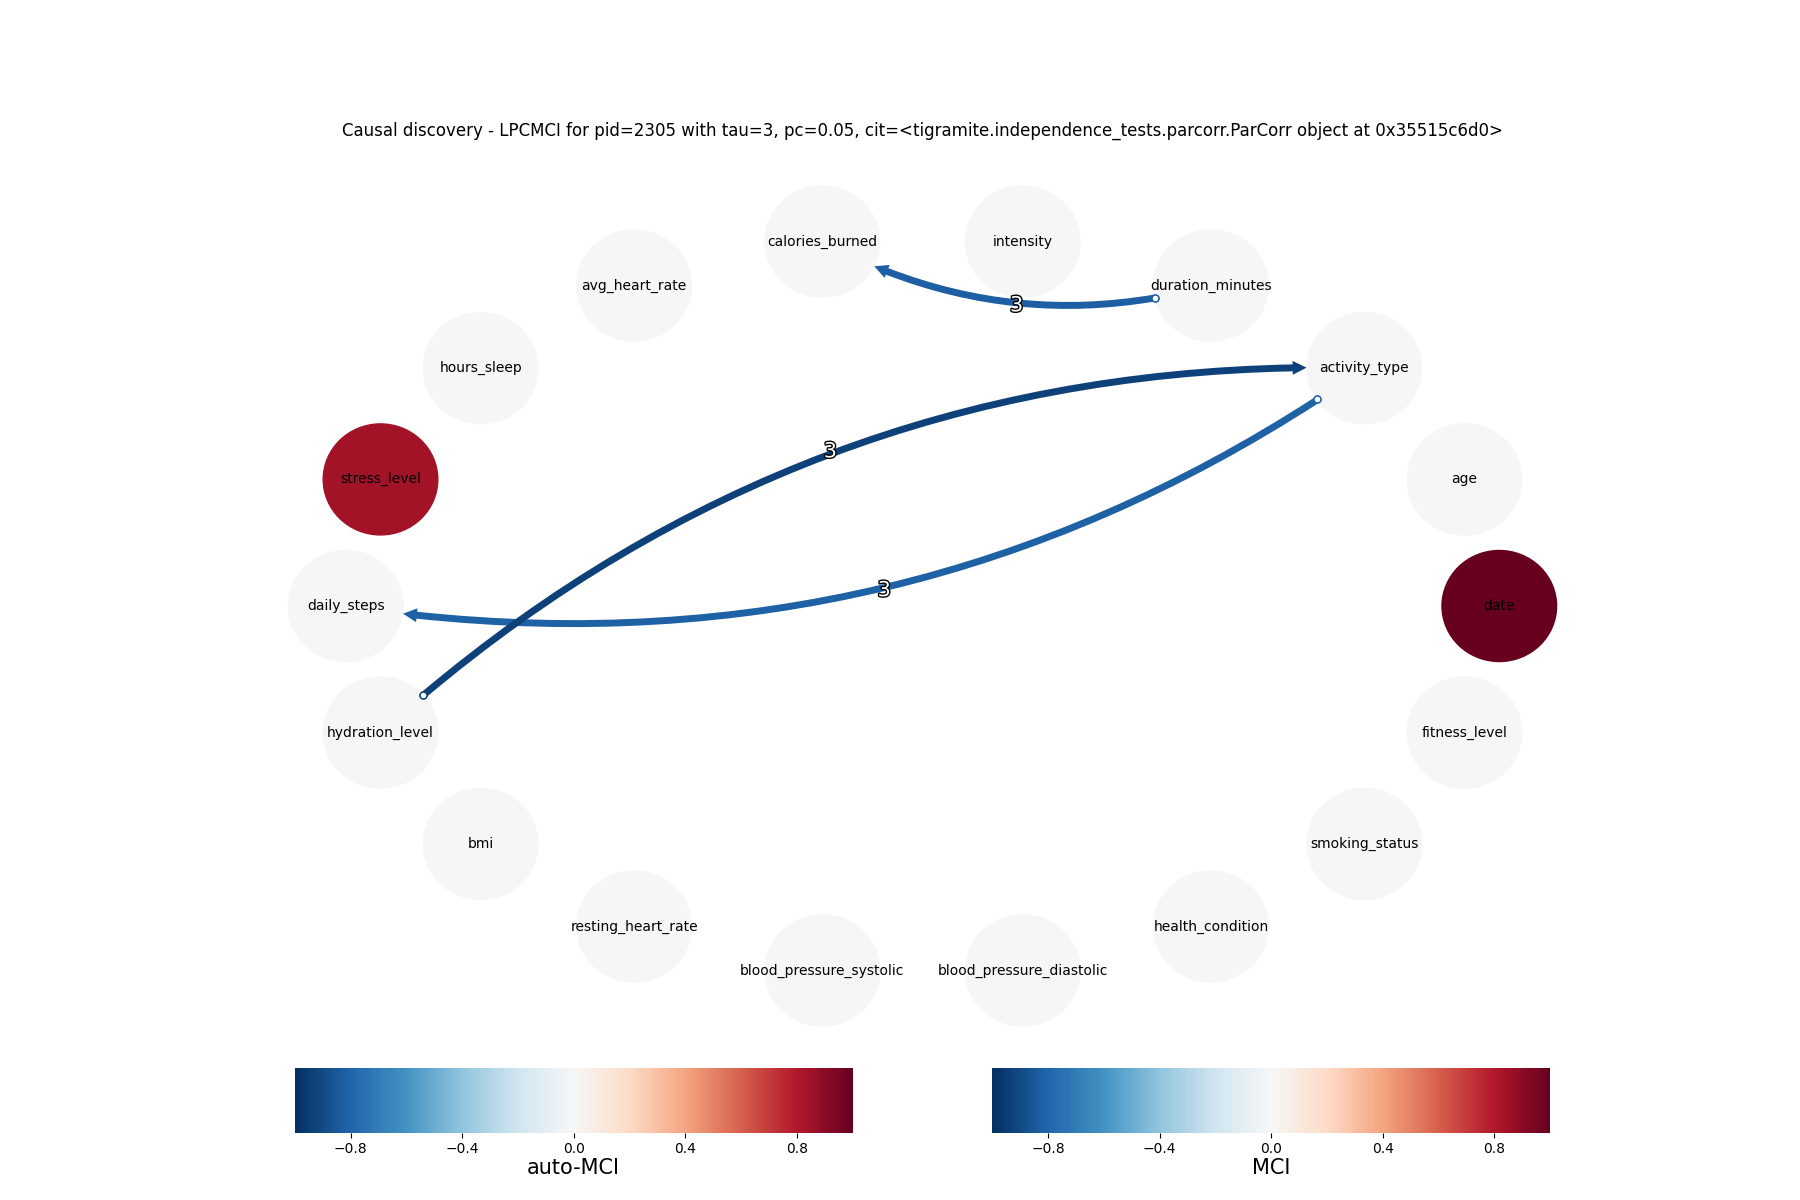 Causal discovery - LPCMCI for pid=2305 with tau=3, pc=0.05, cit=<tigramite.independence_tests.parcorr.ParCorr object at 0x35515c6d0>
calories_burned
intensity
avg_heart_rate
duration_minutes
3
hours_sleep
activity_type
3
stress_level
age
3
daily_steps
date
hydration_level
fitness_level
bmi
smoking_status
resting_heart_rate
health_condition
blood_pressure_systolic
blood_pressure_diastolic
−0.8 −0.4 0.0 0.4 0.8
auto-MCI
−0.8 −0.4 0.0 0.4 0.8
MCI